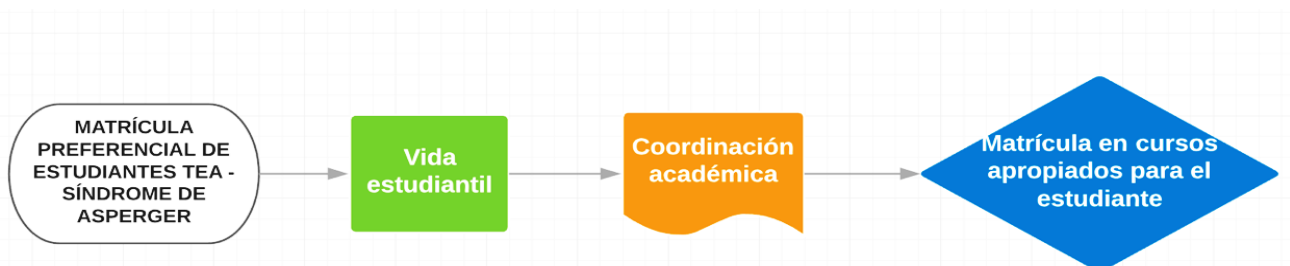 MATRÍCULA
PREFERENCIAL DE
ESTUDIANTES TEA -
SÍNDROME DE
ASPERGER
Vida
estudiantil
Coordinación
académica
Matrícula en cursos
apropiados para el
estudiante